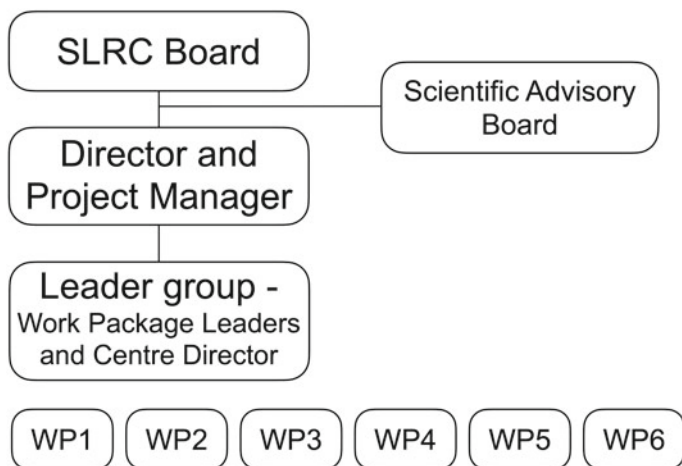 SLRC Board
Scientific Advisory
Board
Director and
Project Manager
Leader group -
Work Package Leaders
and Centre Director
WP1
WP2
WP3
WP4
WP5
WP6